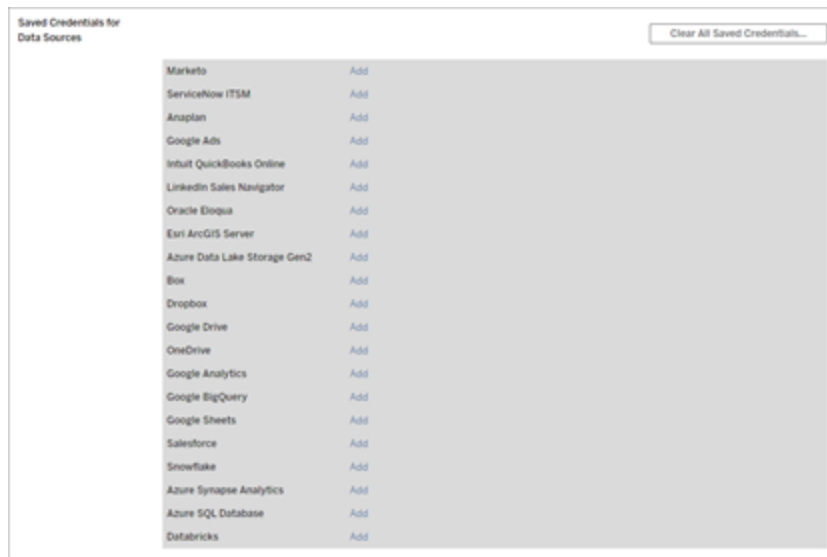 Saved Credentials for
Data Sources
Clear All Saved Credentials...
Marketo Add
ServiceNow ITSM Add
Anaplan Add
Google Ads Add
Intuit QuickBooks Online Add
LinkedIn Sales Navigator Add
Oracle Eloqua Add
Esri ArcGIS Server Add
Azure Data Lake Storage Gen2 Add
Box Add
Dropbox Add
Google Drive Add
OneDrive Add
Google Analytics Add
Google BigQuery Add
Google Sheets Add
Salesforce Add
Snowflake Add
Azure Synapse Analytics Add
Azure SQL Database Add
Databricks Add